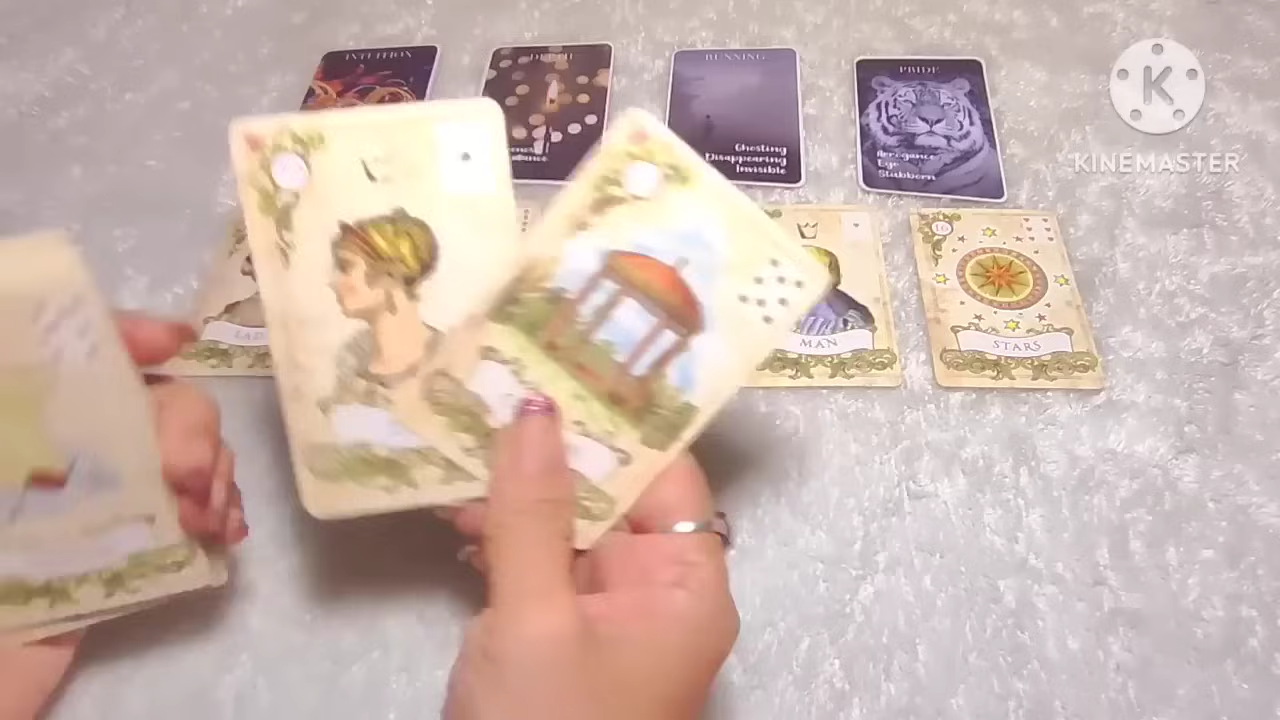 INTUITION
RUNNING
Ghosting
Disappearing
Invisible
PRIDE
Arrogance
Ego
Stubborn
K
KINEMASTER
MAN
16
STARS